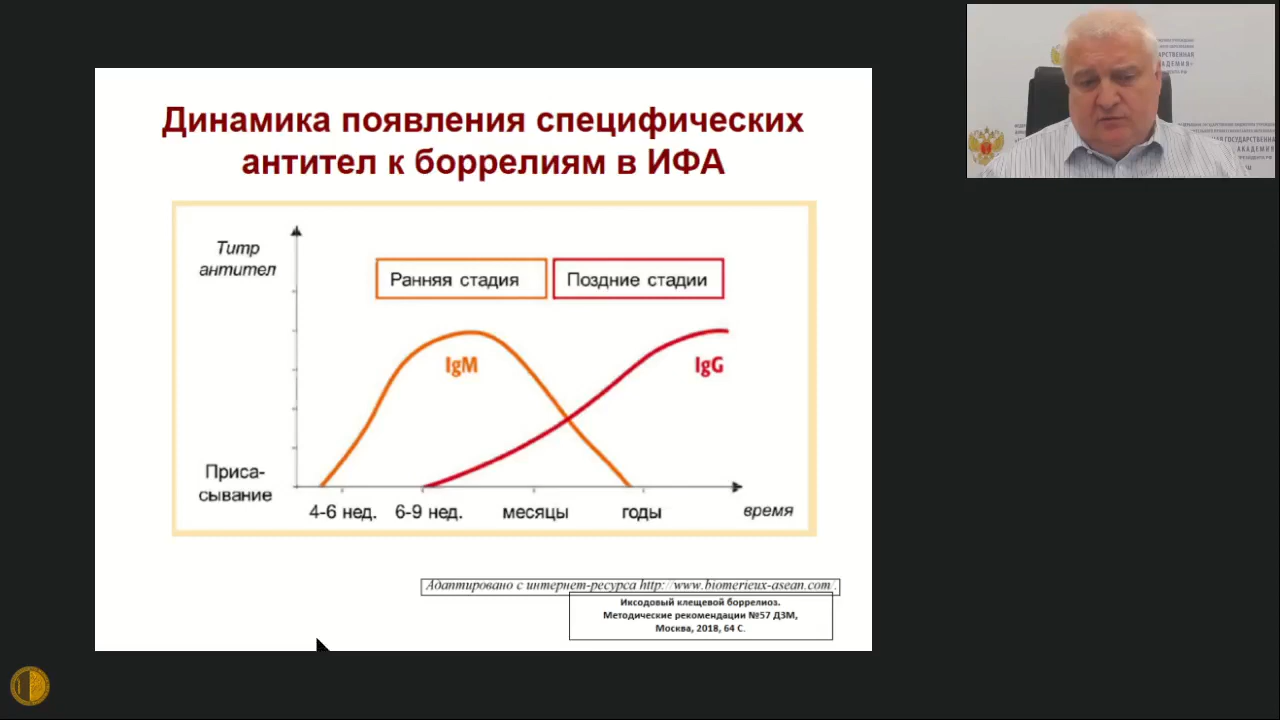 Динамика появления специфических
антител к боррелиям в ИФА
Титр
антител
Ранняя стадия
Поздние стадии
IgM
IgG
Приса-
сывание
4-6 нед.
6-9 нед.
месяцы
годы
время
Адаптировано с интернет-ресурса http://www.biomerieux-asean.com/.
Иксодовый клещевой боррелиоз.
Методические рекомендации №57 ДЗМ,
Москва, 2018, 64 С.